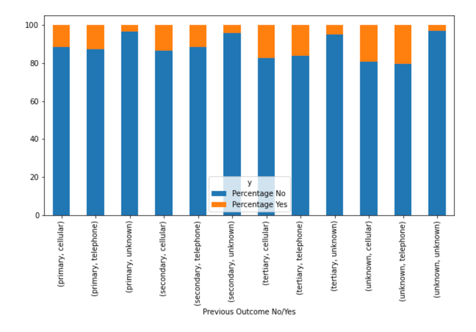 100
80
60
40
20
0
y
Percentage No
Percentage Yes
(primary, cellular)
(primary, telephone)
(primary, unknown)
(secondary, cellular)
(secondary, telephone)
(secondary, unknown)
(tertiary, cellular)
(tertiary, telephone)
(tertiary, unknown)
(unknown, cellular)
(unknown, telephone)
(unknown, unknown)
Previous Outcome No/Yes